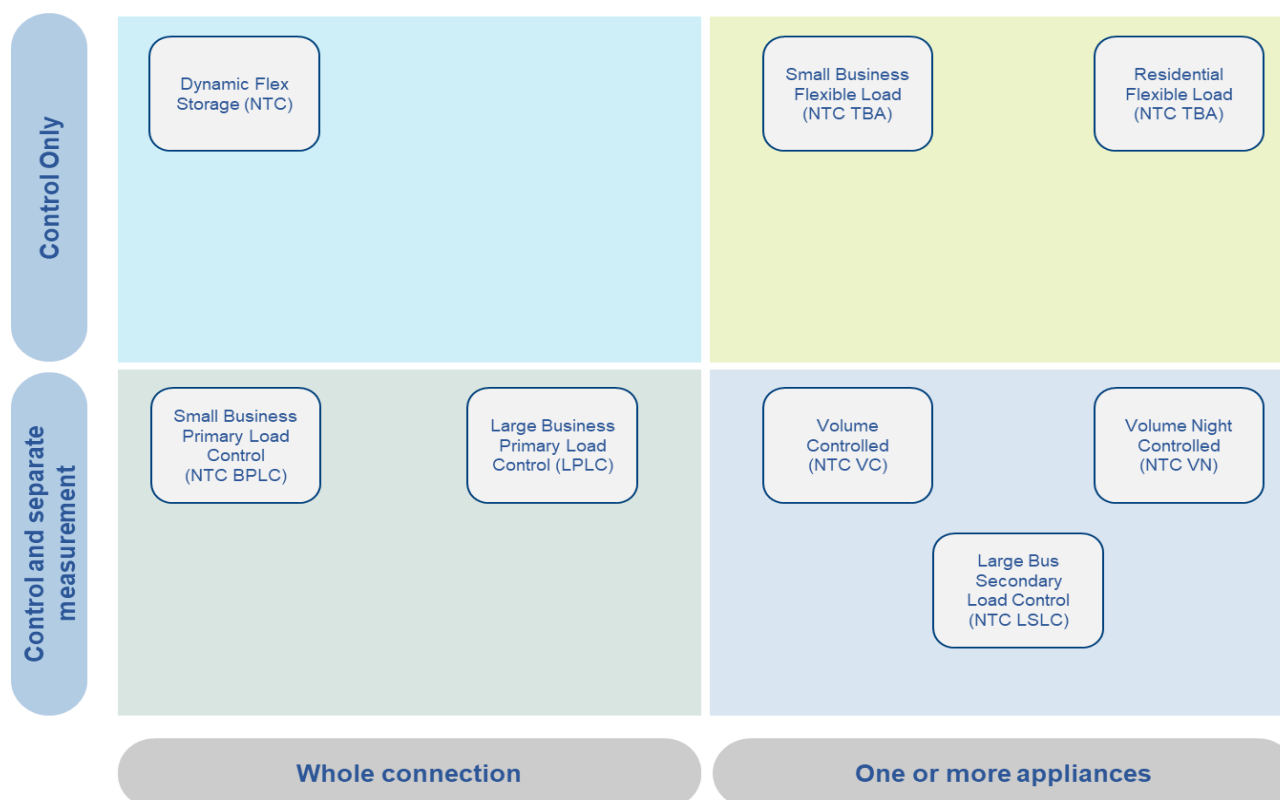 Control Only
Dynamic Flex
Storage (NTC)
Small Business
Flexible Load
(NTC TBA)
Residential
Flexible Load
(NTC TBA)
Control and separate
measurement
Small Business
Primary Load
Control
(NTC BPLC)
Large Business
Primary Load
Control (LPLC)
Volume
Controlled
(NTC VC)
Volume Night
Controlled
(NTC VN)
Large Bus
Secondary
Load Control
(NTC LSLC)
Whole connection
One or more appliances